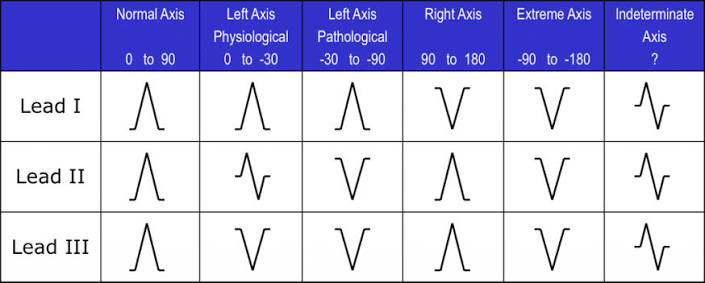 Normal Axis
0 to 90
Left Axis
Physiological
0 to -30
Left Axis
Pathological
-30 to -90
Right Axis
90 to 180
Extreme Axis
-90 to -180
Indeterminate
Axis
?
Lead I
Lead II
Lead III